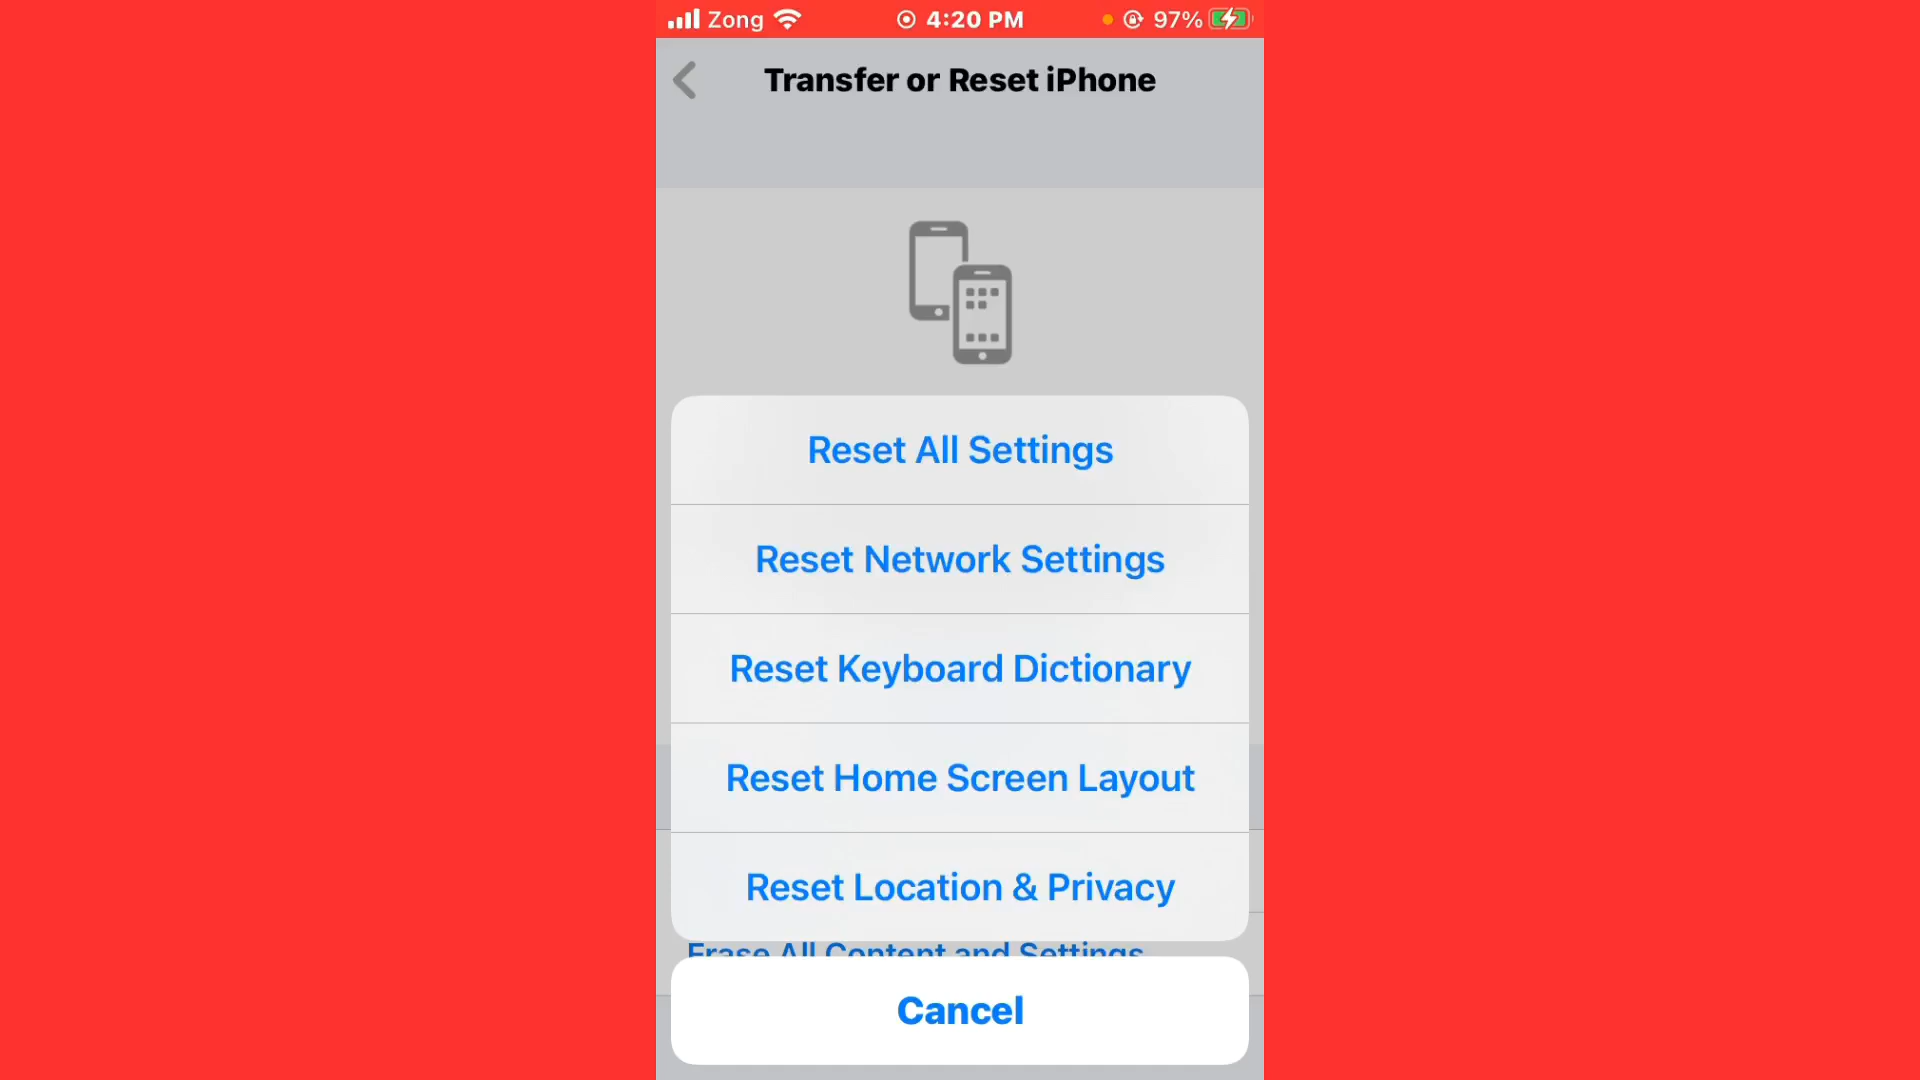 Zong 4:20 PM 97%
Transfer or Reset iPhone
Reset All Settings
Reset Network Settings
Reset Keyboard Dictionary
Reset Home Screen Layout
Reset Location & Privacy
Erase All Content and Settings
Cancel